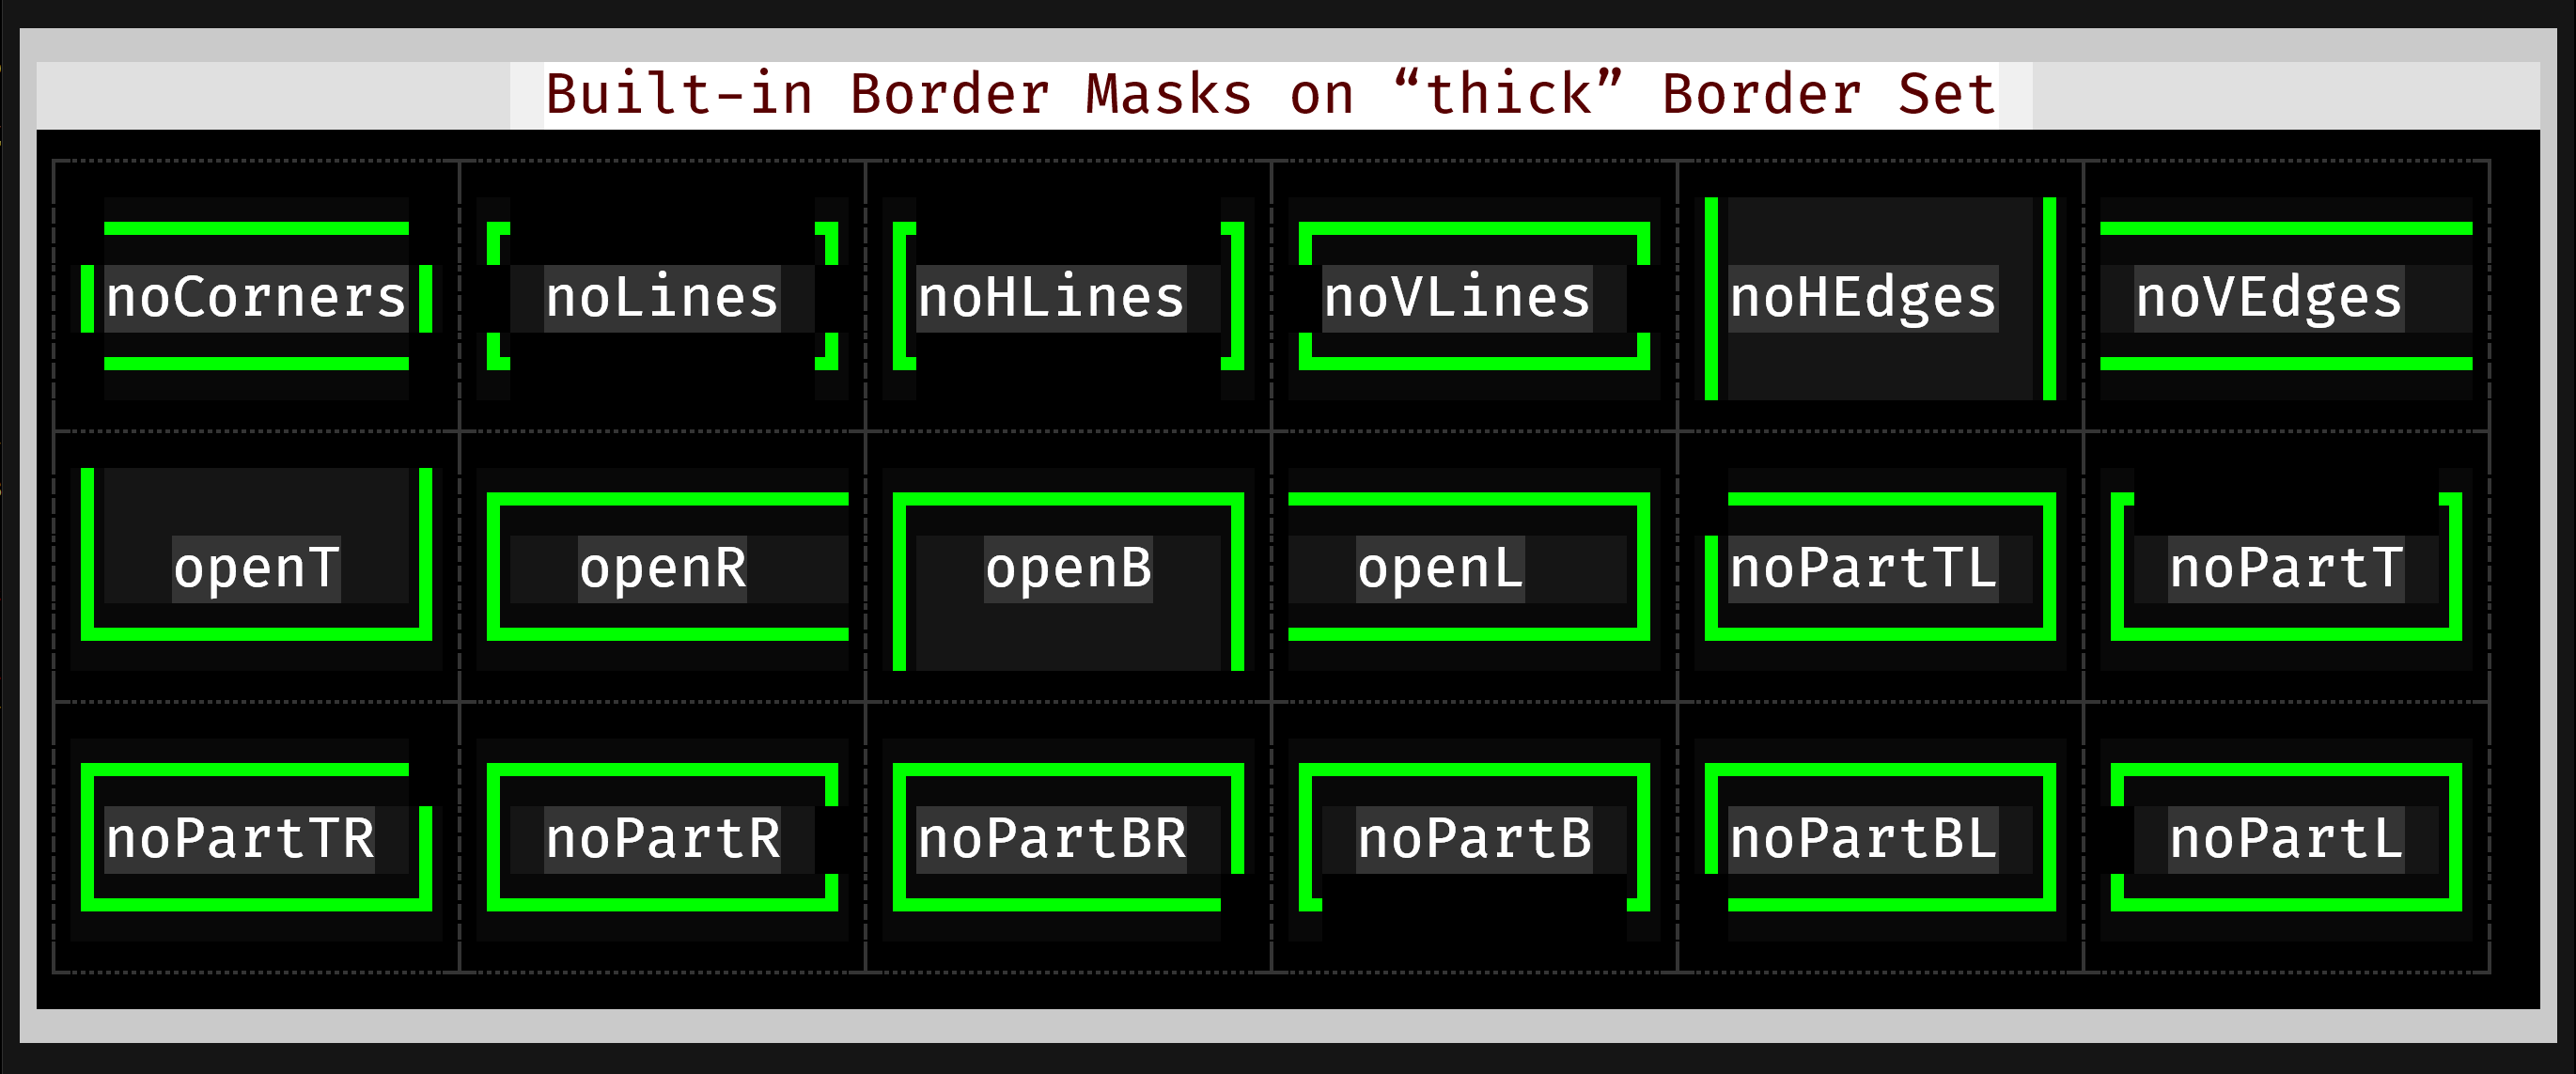 Built-in Border Masks on “thick” Border Set
noCorners noLines noHLines noVLines noHEdges noVEdges
openT openR openB openL noPartTL noPartT
noPartTR noPartR noPartBR noPartB noPartBL noPartL